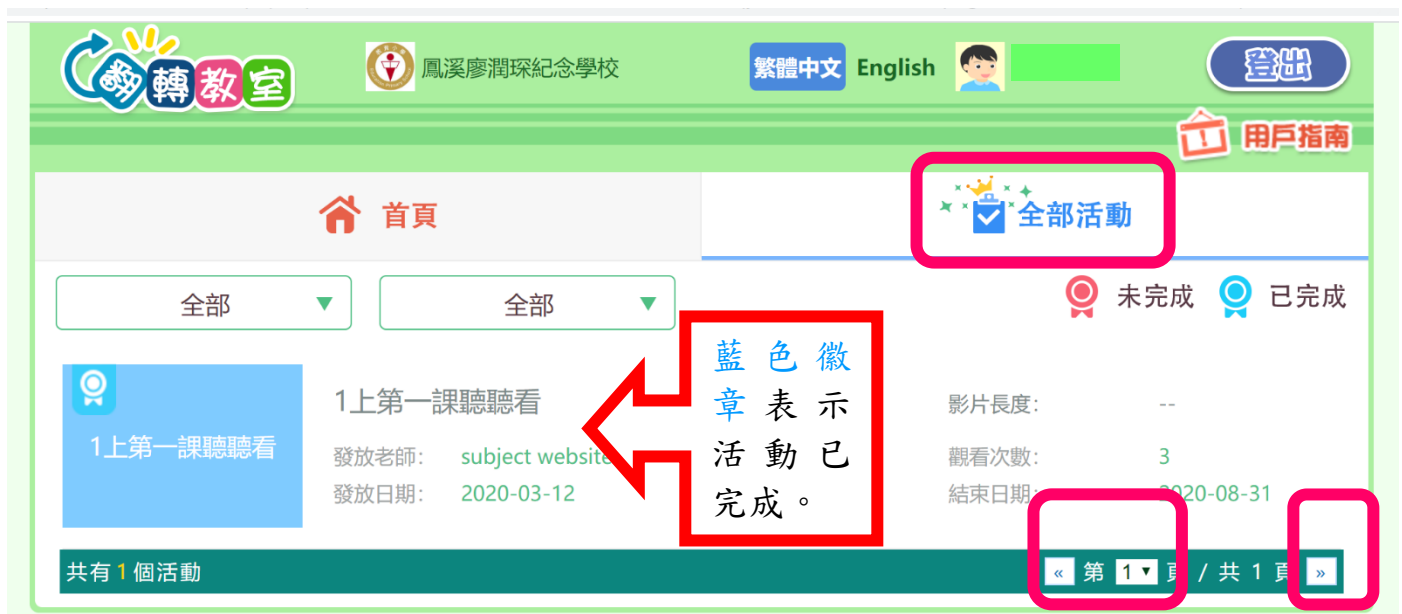 翻轉教室
鳳溪廖潤琛紀念學校
繁體中文 English
登出
用戶指南
首頁
全部活動
全部 ▼
全部 ▼
未完成 已完成
1上第一課聽聽看
1上第一課聽聽看
發放老師: subject website
發放日期: 2020-03-12
藍色徽
章表示
活動已
完成。
影片長度: --
觀看次數: 3
結束日期: 2020-08-31
共有1個活動
« 第 1 ▼ 頁 / 共 1 頁 »